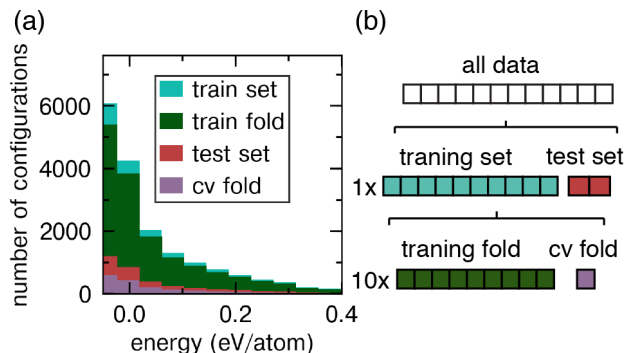 (a)
number of configurations
6000
4000
2000
0
0.0
0.2
0.4
energy (eV/atom)
train set
train fold
test set
cv fold
(b)
all data
traning set
test set
1x
traning fold
cv fold
10x